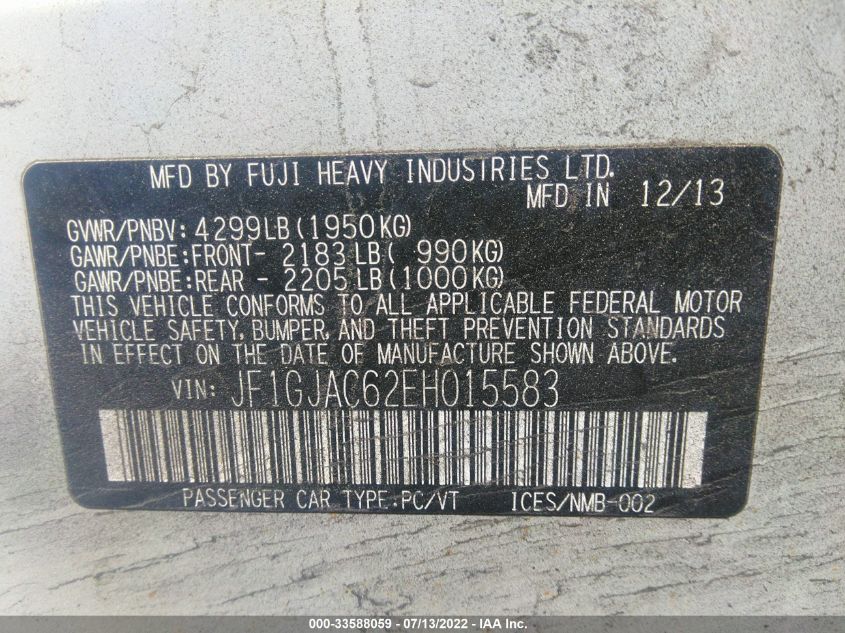 MFD BY FUJI HEAVY INDUSTRIES LTD.
MFD IN 12/13
GVWR/PNBV: 4299LB(1950KG)
GAWR/PNBE:FRONT- 2183LB( 990KG)
GAWR/PNBE:REAR - 2205LB(1000KG)
THIS VEHICLE CONFORMS TO ALL APPLICABLE FEDERAL MOTOR
VEHICLE SAFETY, BUMPER, AND THEFT PREVENTION STANDARDS
IN EFFECT ON THE DATE OF MANUFACTURE SHOWN ABOVE.
VIN: JF1GJAC62EH015583
PASSENGER CAR TYPE:PC/VT ICES/NMB-002
000-33588059 - 07/13/2022 - IAA Inc.